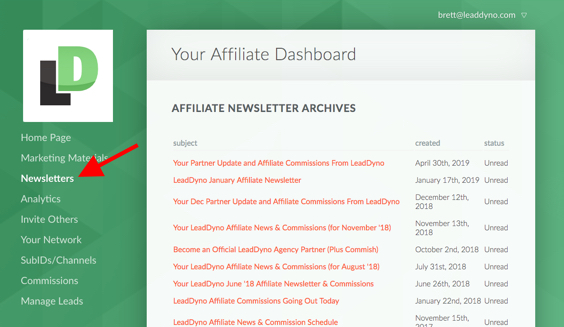 brett@leaddyno.com
LD
Your Affiliate Dashboard
Home Page
Marketing Materials
Newsletters
Analytics
Invite Others
Your Network
SubIDs/Channels
Commissions
Manage Leads
AFFILIATE NEWSLETTER ARCHIVES
subject created status
Your Partner Update and Affiliate Commissions From LeadDyno April 30th, 2019 Unread
LeadDyno January Affiliate Newsletter January 17th, 2019 Unread
Your Dec Partner Update and Affiliate Commissions From LeadDyno December 12th, 2018 Unread
Your LeadDyno Affiliate News & Commissions (for November '18) November 13th, 2018 Unread
Become an Official LeadDyno Agency Partner (Plus Commish) October 2nd, 2018 Unread
Your LeadDyno Affiliate News & Commissions (for August '18) July 31st, 2018 Unread
Your LeadDyno June '18 Affiliate Newsletter & Commissions June 26th, 2018 Unread
LeadDyno Affiliate Commissions Going Out Today January 22nd, 2018 Unread
LeadDyno Affiliate News & Commission Schedule November 15th, 2017 Unread